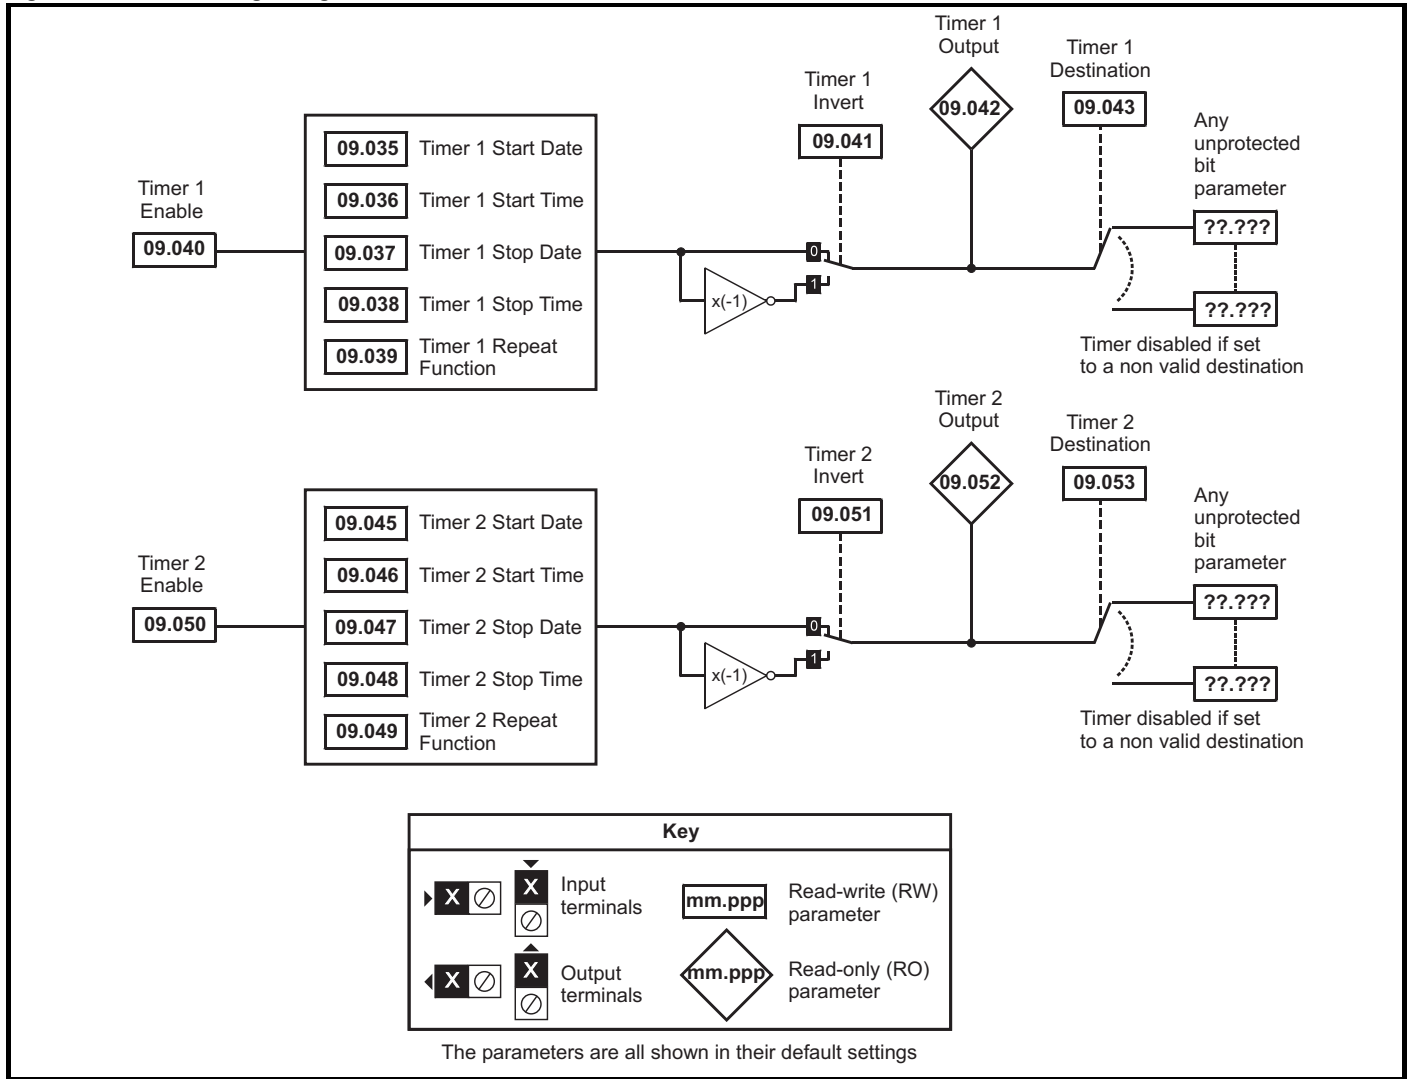 Timer 1
Enable
09.040
09.035 Timer 1 Start Date
09.036 Timer 1 Start Time
09.037 Timer 1 Stop Date
09.038 Timer 1 Stop Time
09.039 Timer 1 Repeat
Function
x(-1)
0
1
Timer 1
Invert
09.041
Timer 1
Output
09.042
Timer 1
Destination
09.043
Any
unprotected
bit
parameter
??.???
??.???
Timer disabled if set
to a non valid destination
Timer 2
Enable
09.050
09.045 Timer 2 Start Date
09.046 Timer 2 Start Time
09.047 Timer 2 Stop Date
09.048 Timer 2 Stop Time
09.049 Timer 2 Repeat
Function
x(-1)
0
1
Timer 2
Invert
09.051
Timer 2
Output
09.052
Timer 2
Destination
09.053
Any
unprotected
bit
parameter
??.???
??.???
Timer disabled if set
to a non valid destination
Key
X X Input
terminals
mm.ppp Read-write (RW)
parameter
X X Output
terminals
mm.ppp Read-only (RO)
parameter
The parameters are all shown in their default settings